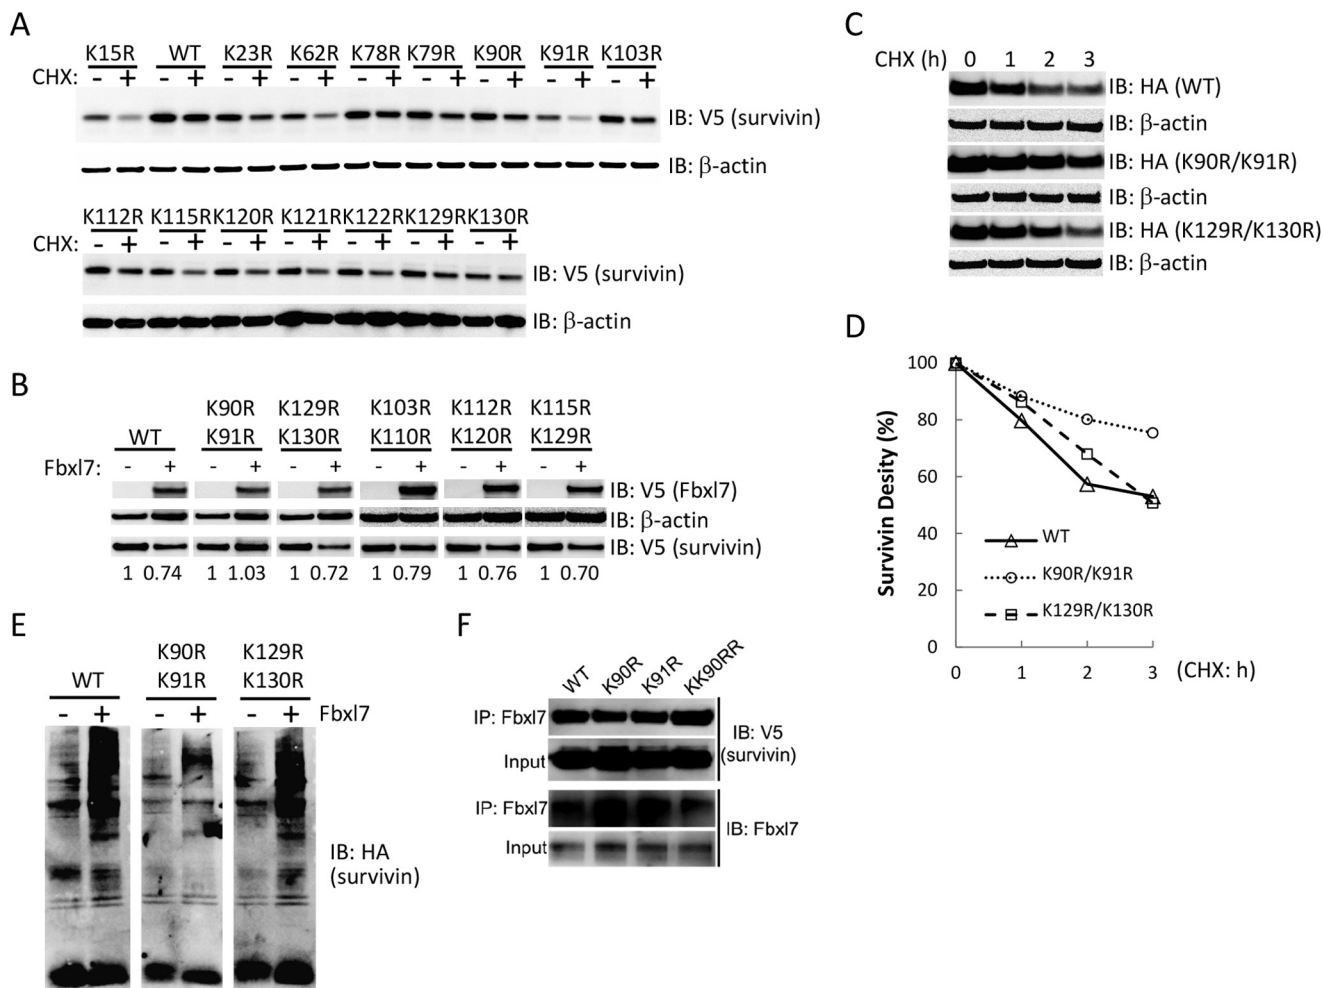 A
K15R WT K23R K62R K78R K79R K90R K91R K103R
CHX: - + - + - + - + - + - + - + - + - +
IB: V5 (survivin)
IB: β-actin
K112R K115R K120R K121R K122R K129R K130R
CHX: - + - + - + - + - + - + - +
IB: V5 (survivin)
IB: β-actin
B
K90R K129R K103R K112R K115R
WT K91R K130R K110R K120R K129R
Fbxl7: - + - + - + - + - + - +
IB: V5 (Fbxl7)
IB: β-actin
IB: V5 (survivin)
1 0.74 1 1.03 1 0.72 1 0.79 1 0.76 1 0.70
C
CHX (h) 0 1 2 3
IB: HA (WT)
IB: β-actin
IB: HA (K90R/K91R)
IB: β-actin
IB: HA (K129R/K130R)
IB: β-actin
D
Survivin Desity (%)
100
80
60
40
20
0
WT
K90R/K91R
K129R/K130R
0 1 2 3 (CHX: h)
E
K90R K129R
WT K91R K130R
- + - + - + Fbxl7
IB: HA
(survivin)
F
WT K90R K91R KK90RR
IP: Fbxl7
Input
IB: V5
(survivin)
IP: Fbxl7
Input
IB: Fbxl7